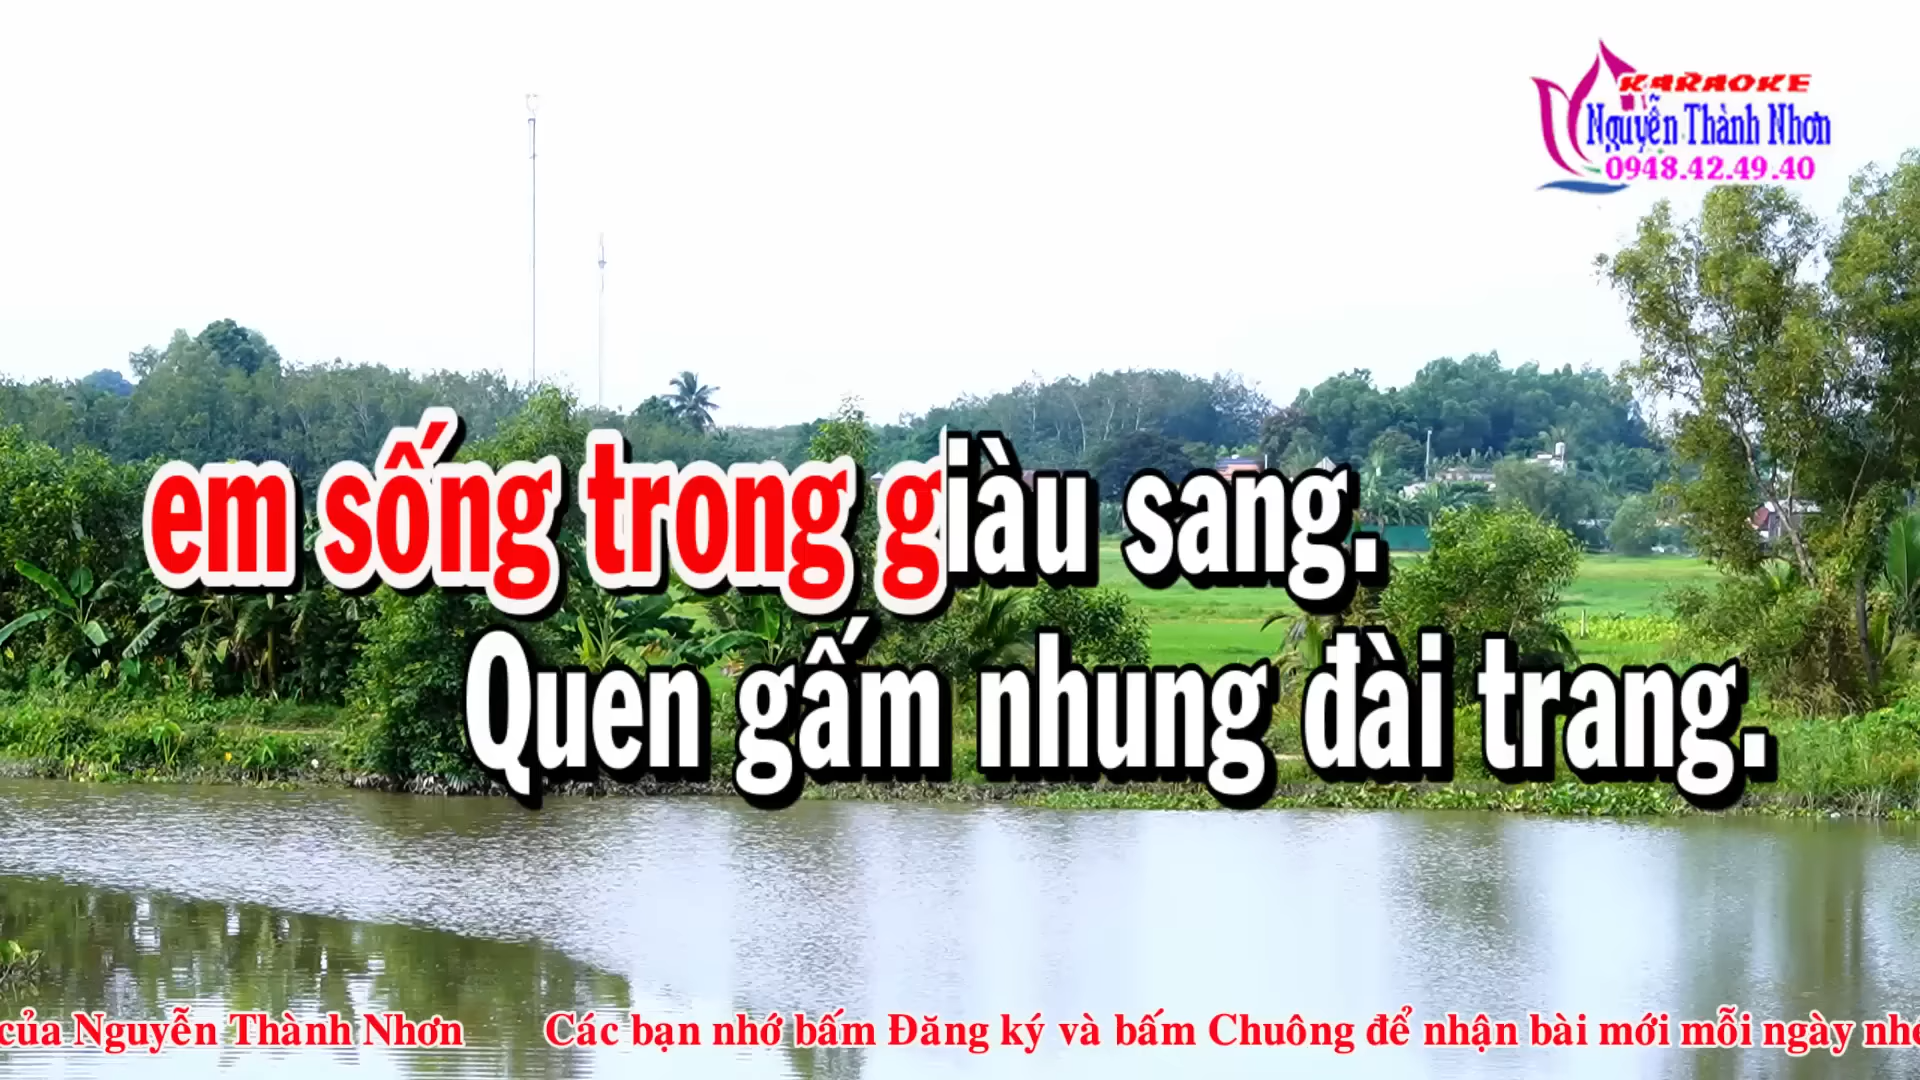 KARAOKE
Nguyễn Thành Nhơn
0948.42.49.40
em sống trong giàu sang.
Quen gấm nhung đài trang.
của Nguyễn Thành Nhơn Các bạn nhớ bấm Đăng ký và bấm Chuông để nhận bài mới mỗi ngày nhé